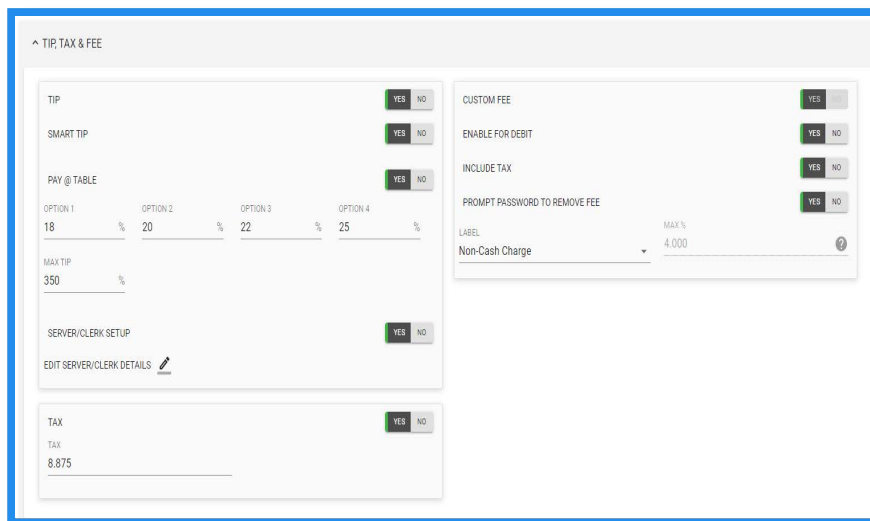 TIP, TAX & FEE
TIP YES NO
SMART TIP YES NO
PAY @ TABLE YES NO
OPTION 1 OPTION 2 OPTION 3 OPTION 4
18 % 20 % 22 % 25 %
MAX TIP
350 %
SERVER/CLERK SETUP YES NO
EDIT SERVER/CLERK DETAILS
TAX YES NO
TAX
8.875
CUSTOM FEE YES
ENABLE FOR DEBIT YES NO
INCLUDE TAX YES NO
PROMPT PASSWORD TO REMOVE FEE YES NO
LABEL MAX %
Non-Cash Charge 4.000 ?